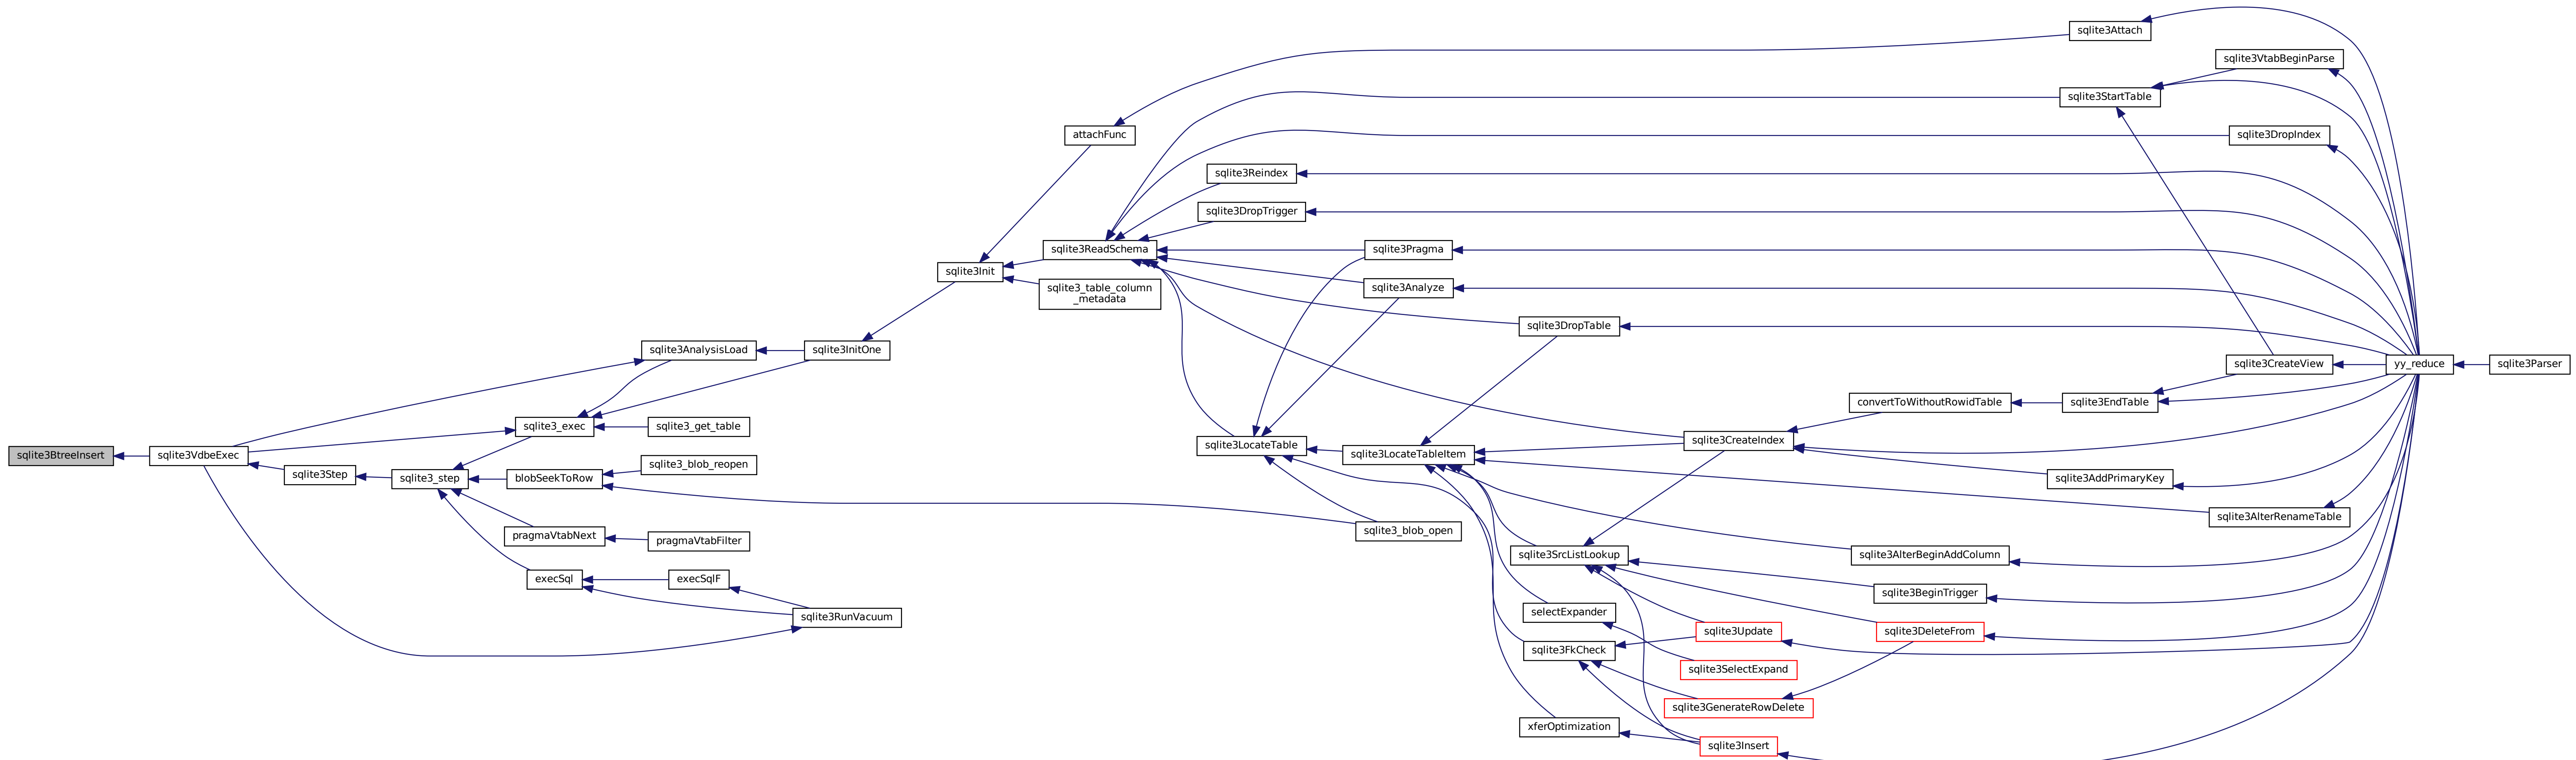 sqlite3Attach
sqlite3VtabBeginParse
sqlite3StartTable
attachFunc
sqlite3DropIndex
sqlite3Reindex
sqlite3DropTrigger
sqlite3ReadSchema
sqlite3Pragma
sqlite3Init
sqlite3_table_column
_metadata
sqlite3Analyze
sqlite3DropTable
sqlite3AnalysisLoad
sqlite3InitOne
sqlite3CreateView
yy_reduce
sqlite3Parser
convertToWithoutRowidTable
sqlite3EndTable
sqlite3_exec
sqlite3_get_table
sqlite3CreateIndex
sqlite3LocateTable
sqlite3LocateTableItem
sqlite3BtreeInsert
sqlite3VdbeExec
sqlite3Step
sqlite3_step
blobSeekToRow
sqlite3_blob_reopen
sqlite3AddPrimaryKey
sqlite3AlterRenameTable
sqlite3_blob_open
pragmaVtabNext
pragmaVtabFilter
sqlite3SrcListLookup
sqlite3AlterBeginAddColumn
execSql
execSqlF
sqlite3BeginTrigger
selectExpander
sqlite3RunVacuum
sqlite3Update
sqlite3DeleteFrom
sqlite3FkCheck
sqlite3SelectExpand
sqlite3GenerateRowDelete
xferOptimization
sqlite3Insert